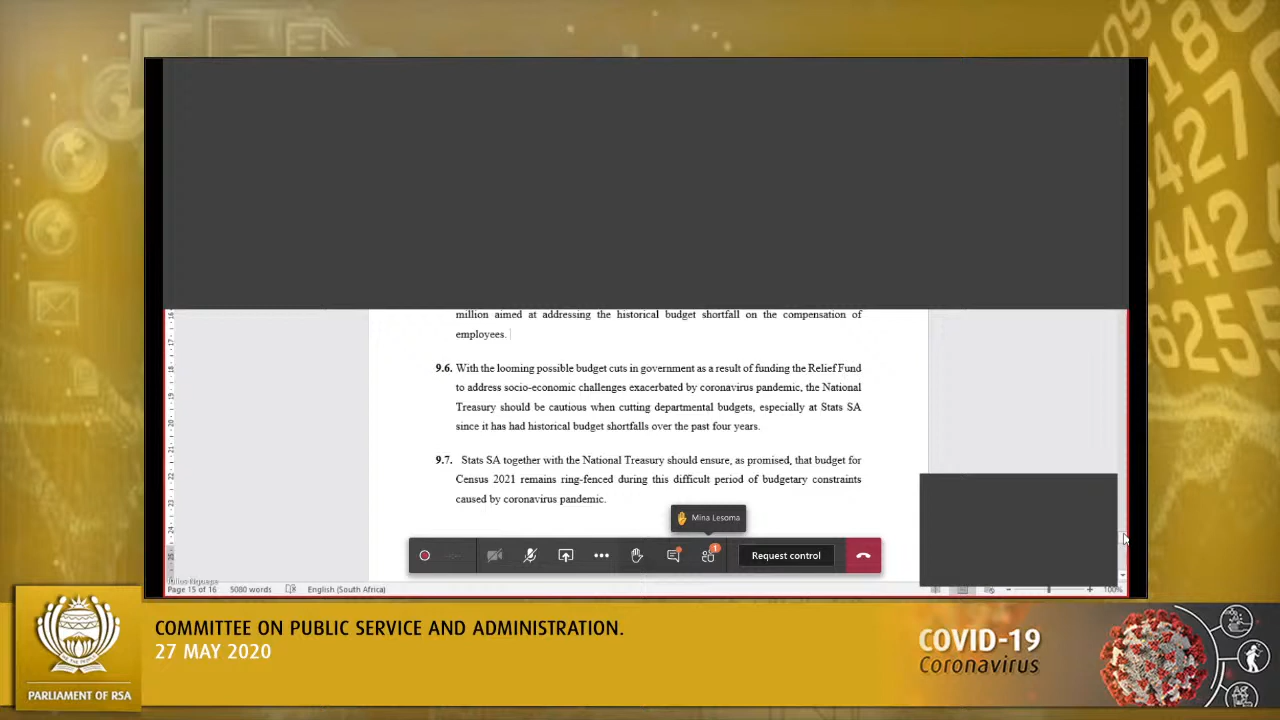 million aimed at addressing the historical budget shortfall on the compensation of
employees.
9.6. With the looming possible budget cuts in government as a result of funding the Relief Fund
to address socio-economic challenges exacerbated by coronavirus pandemic, the National
Treasury should be cautious when cutting departmental budgets, especially at Stats SA
since it has had historical budget shortfalls over the past four years.
9.7. Stats SA together with the National Treasury should ensure, as promised, that budget for
Census 2021 remains ring-fenced during this difficult period of budgetary constraints
caused by coronavirus pandemic.
Mina Lesoma
1
Request control
Page 15 of 16 5080 words English (South Africa)
100%
COMMITTEE ON PUBLIC SERVICE AND ADMINISTRATION.
27 MAY 2020
PARLIAMENT OF RSA
COVID-19
Coronavirus